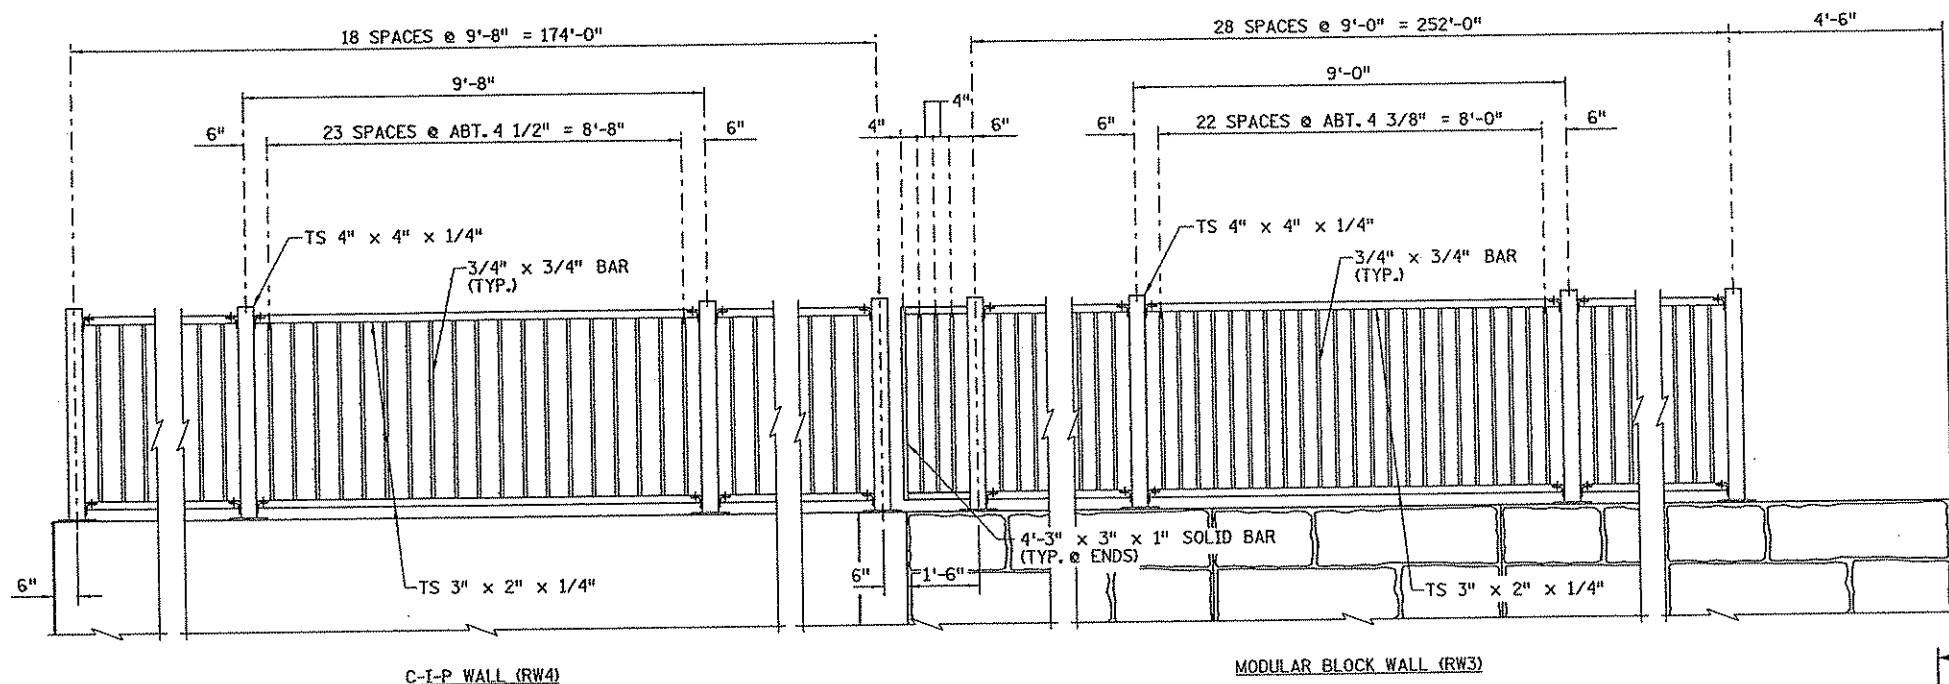 18 SPACES @ 9'-8" = 174'-0"
28 SPACES @ 9'-0" = 252'-0"
4'-6"
9'-8"
9'-0"
4"
6"
23 SPACES @ ABT. 4 1/2" = 8'-8"
6"
4"
6"
6"
22 SPACES @ ABT. 4 3/8" = 8'-0"
6"
TS 4" x 4" x 1/4"
3/4" x 3/4" BAR
(TYP.)
TS 4" x 4" x 1/4"
3/4" x 3/4" BAR
(TYP.)
4'-3" x 3" x 1" SOLID BAR
(TYP. @ ENDS)
6"
TS 3" x 2" x 1/4"
6"
1'-6"
TS 3" x 2" x 1/4"
C-I-P WALL (RW4)
MODULAR BLOCK WALL (RW3)